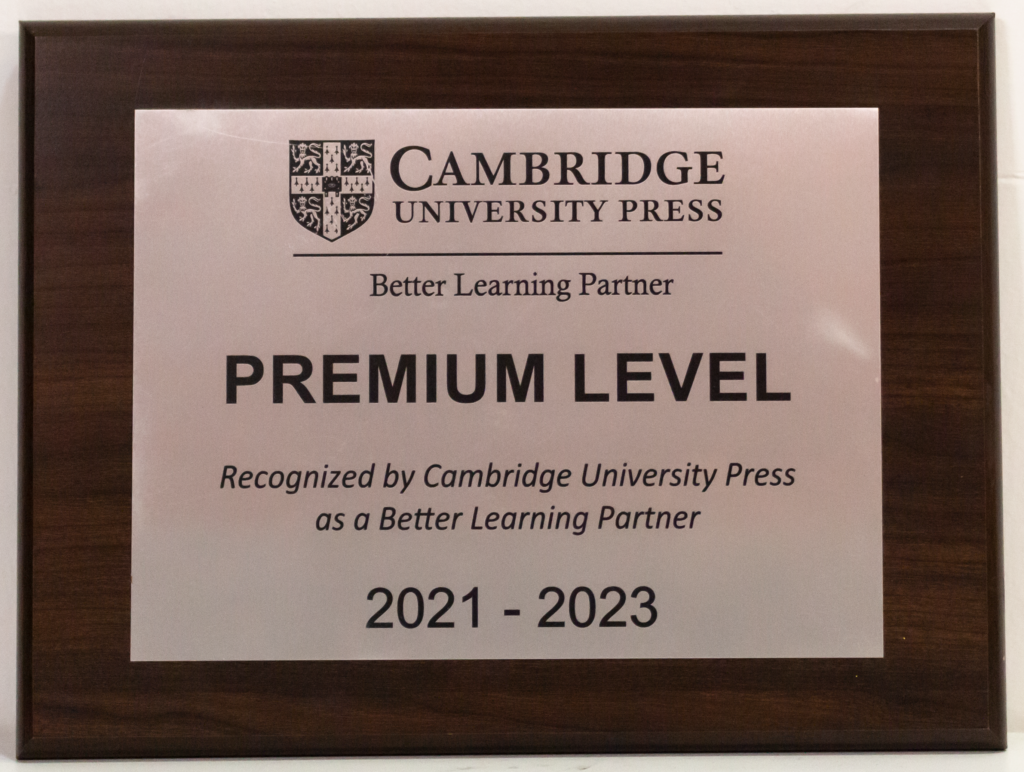 CAMBRIDGE
UNIVERSITY PRESS
Better Learning Partner
PREMIUM LEVEL
Recognized by Cambridge University Press
as a Better Learning Partner
2021 - 2023